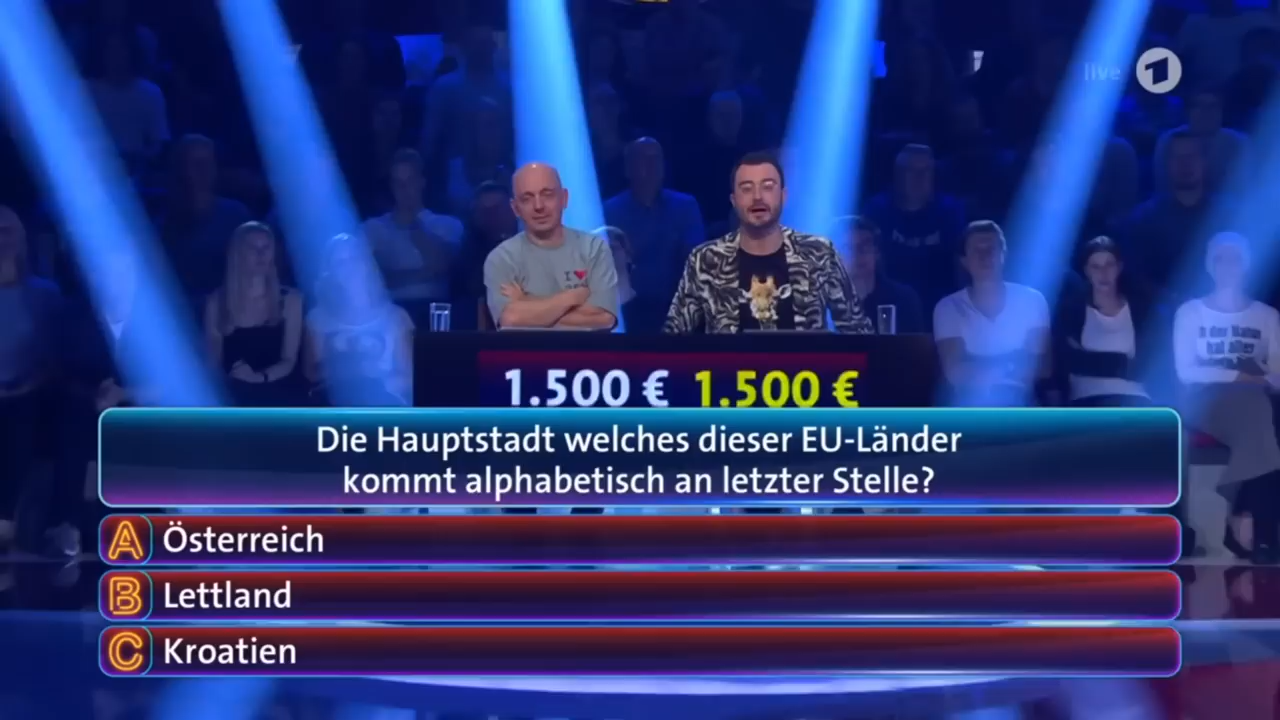 live 1
I ♥
1.500 € 1.500 €
Die Hauptstadt welches dieser EU-Länder
kommt alphabetisch an letzter Stelle?
A Österreich
B Lettland
C Kroatien